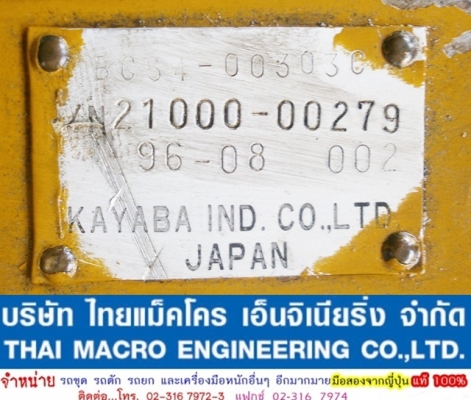 BC34-00303C
YN21000-00279
96-08 002
KAYABA IND. CO.,LTD
JAPAN
บริษัท ไทยแม็คโคร เอ็นจิเนียริ่ง จำกัด
THAI MACRO ENGINEERING CO.,LTD.
จำหน่าย รถขุด รถตัก รถยก และเครื่องมือหนักอื่นๆ อีกมากมายมือสองจากญี่ปุ่นแท้ 100%
ติดต่อ...โทร. 02-316 7972-3 แฟกซ์ 02-316 7974